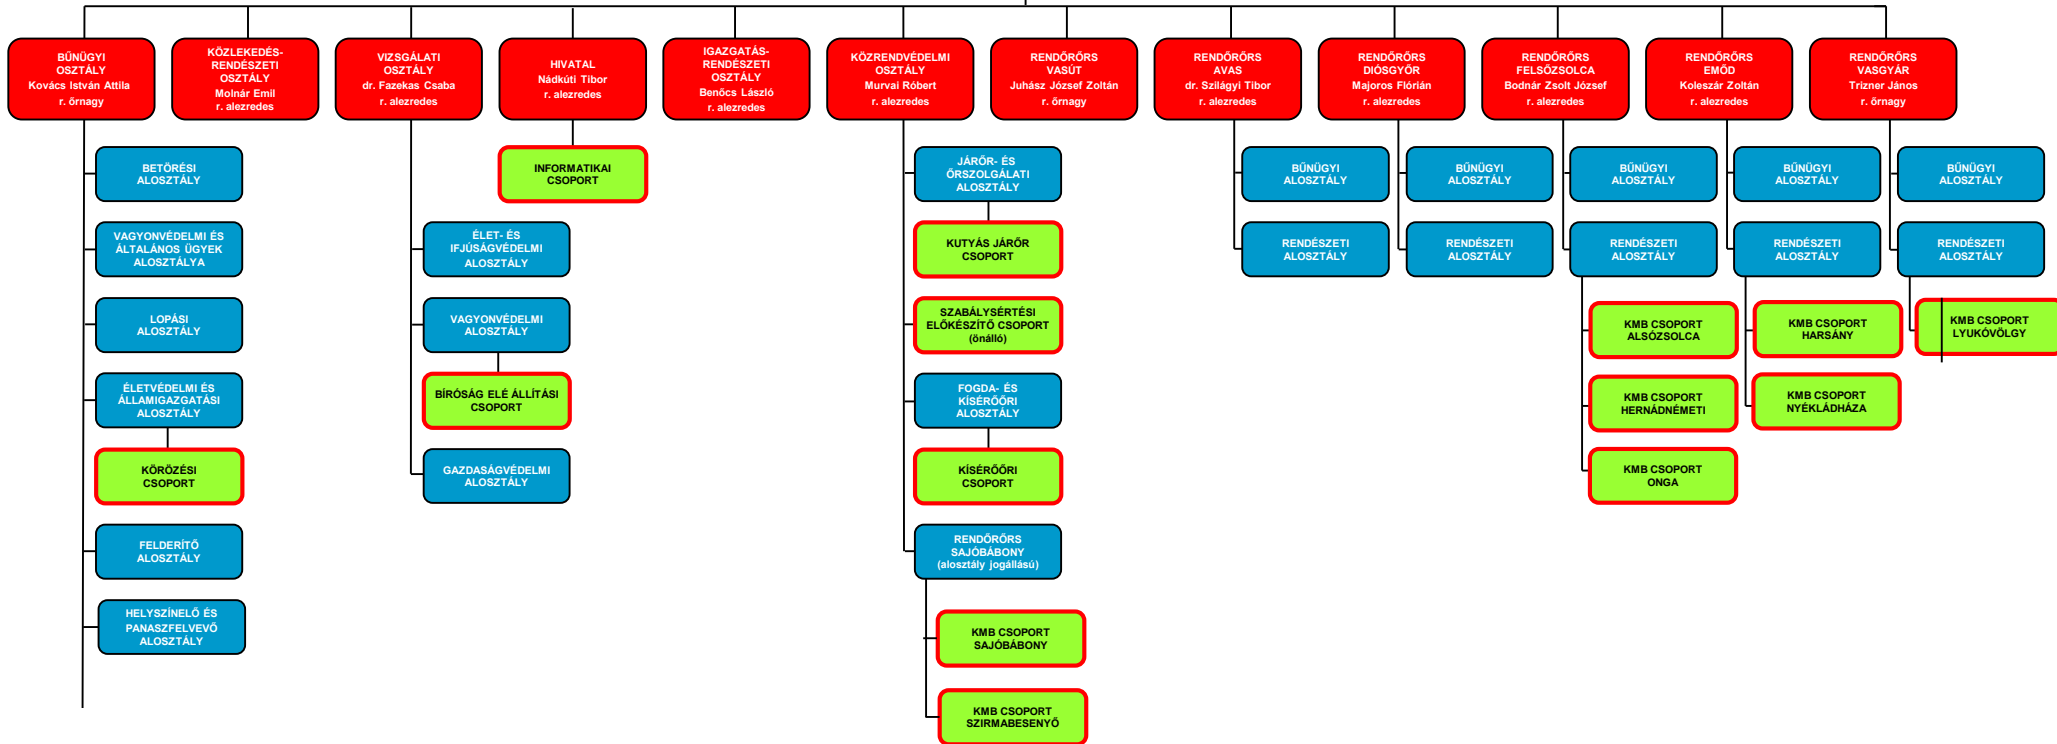 BŰNÜGYI
OSZTÁLY
Kovács István Attila
r. őrnagy
KÖZLEKEDÉS-
RENDÉSZETI
OSZTÁLY
Molnár Emil
r. alezredes
VIZSGÁLATI
OSZTÁLY
dr. Fazekas Csaba
r. alezredes
HIVATAL
Nádkúti Tibor
r. alezredes
IGAZGATÁS-
RENDÉSZETI
OSZTÁLY
Benőcs László
r. alezredes
KÖZRENDVÉDELMI
OSZTÁLY
Murvai Róbert
r. alezredes
RENDŐRŐRS
VASÚT
Juhász József Zoltán
r. őrnagy
RENDŐRŐRS
AVAS
dr. Szilágyi Tibor
r. alezredes
RENDŐRŐRS
DIÓSGYŐR
Majoros Flórián
r. alezredes
RENDŐRŐRS
FELSŐZSOLCA
Bodnár Zsolt József
r. alezredes
RENDŐRŐRS
EMŐD
Koleszár Zoltán
r. alezredes
RENDŐRŐRS
VASGYÁR
Trizner János
r. őrnagy
BETÖRÉSI
ALOSZTÁLY
VAGYONVÉDELMI ÉS
ÁLTALÁNOS ÜGYEK
ALOSZTÁLYA
LOPÁSI
ALOSZTÁLY
ÉLETVÉDELMI ÉS
ÁLLAMIGAZGATÁSI
ALOSZTÁLY
KÖRÖZÉSI
CSOPORT
FELDERÍTŐ
ALOSZTÁLY
HELYSZÍNELŐ ÉS
PANASZFELVEVŐ
ALOSZTÁLY
ÉLET- ÉS
IFJÚSÁGVÉDELMI
ALOSZTÁLY
VAGYONVÉDELMI
ALOSZTÁLY
BÍRÓSÁG ELÉ ÁLLÍTÁSI
CSOPORT
GAZDASÁGVÉDELMI
ALOSZTÁLY
INFORMATIKAI
CSOPORT
JÁRŐR- ÉS
ŐRSZOLGÁLATI
ALOSZTÁLY
KUTYÁS JÁRŐR
CSOPORT
SZABÁLYSÉRTÉSI
ELŐKÉSZÍTŐ CSOPORT
(önálló)
FOGDA- ÉS
KÍSÉRŐŐRI
ALOSZTÁLY
KÍSÉRŐŐRI
CSOPORT
RENDŐRŐRS
SAJÓBÁBONY
(alosztály jogállású)
KMB CSOPORT
SAJÓBÁBONY
KMB CSOPORT
SZIRMABESENYŐ
BŰNÜGYI
ALOSZTÁLY
RENDÉSZETI
ALOSZTÁLY
BŰNÜGYI
ALOSZTÁLY
RENDÉSZETI
ALOSZTÁLY
BŰNÜGYI
ALOSZTÁLY
RENDÉSZETI
ALOSZTÁLY
KMB CSOPORT
ALSÓZSOLCA
KMB CSOPORT
HERNÁDNÉMETI
KMB CSOPORT
ONGA
BŰNÜGYI
ALOSZTÁLY
RENDÉSZETI
ALOSZTÁLY
KMB CSOPORT
HARSÁNY
KMB CSOPORT
NYÉKLÁDHÁZA
BŰNÜGYI
ALOSZTÁLY
RENDÉSZETI
ALOSZTÁLY
KMB CSOPORT
LYUKÓVÖLGY